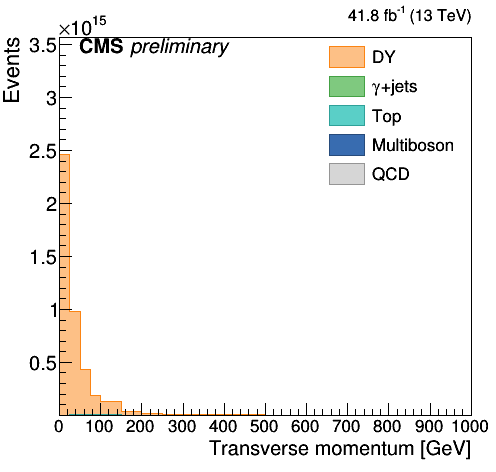 41.8 fb⁻¹ (13 TeV)
×10¹⁵
CMS preliminary
Events
3.5
3
2.5
2
1.5
1
0.5
DY
γ+jets
Top
Multiboson
QCD
0 100 200 300 400 500 600 700 800 900 1000
Transverse momentum [GeV]